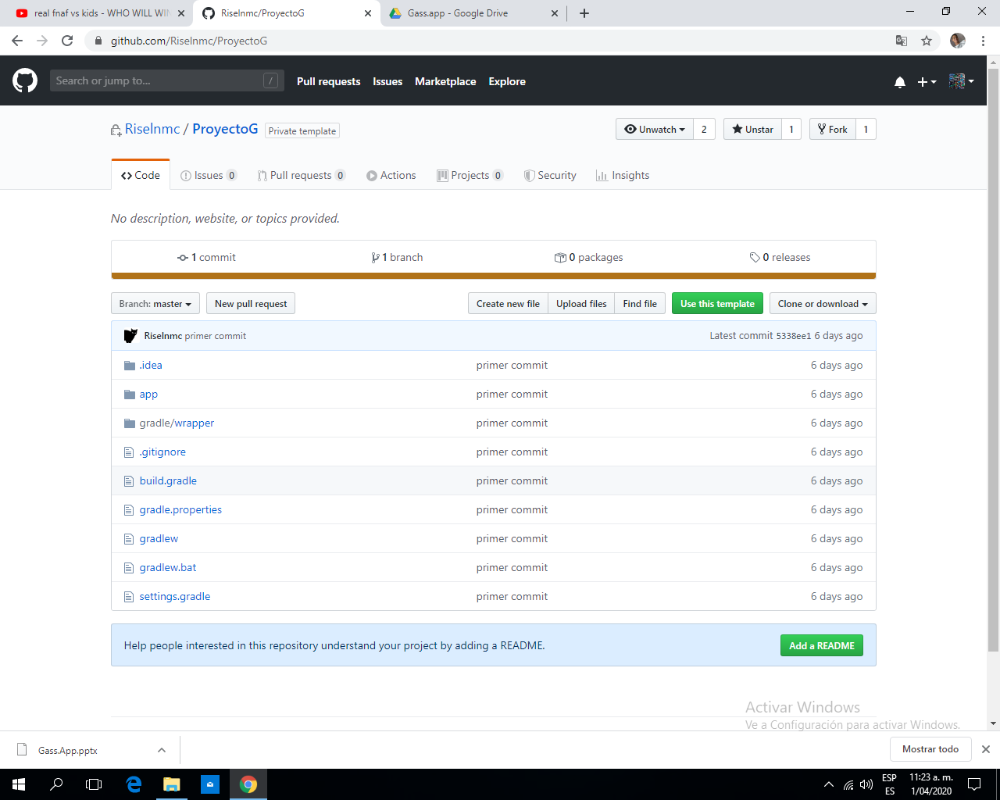 real fnaf vs kids - WHO WILL WIN
RiseInmc/ProyectoG
Gass.app - Google Drive
github.com/RiseInmc/ProyectoG
Search or jump to...
/
Pull requests
Issues
Marketplace
Explore
RiseInmc / ProyectoG
Private template
Unwatch 2
Unstar 1
Fork 1
Code
Issues 0
Pull requests 0
Actions
Projects 0
Security
Insights
No description, website, or topics provided.
1 commit
1 branch
0 packages
0 releases
Branch: master
New pull request
Create new file
Upload files
Find file
Use this template
Clone or download
RiseInmc primer commit
Latest commit 5338ee1 6 days ago
.idea primer commit 6 days ago
app primer commit 6 days ago
gradle/wrapper primer commit 6 days ago
.gitignore primer commit 6 days ago
build.gradle primer commit 6 days ago
gradle.properties primer commit 6 days ago
gradlew primer commit 6 days ago
gradlew.bat primer commit 6 days ago
settings.gradle primer commit 6 days ago
Help people interested in this repository understand your project by adding a README.
Add a README
Activar Windows
Ve a Configuración para activar Windows.
Gass.App.pptx
Mostrar todo
ESP
ES
11:23 a. m.
1/04/2020